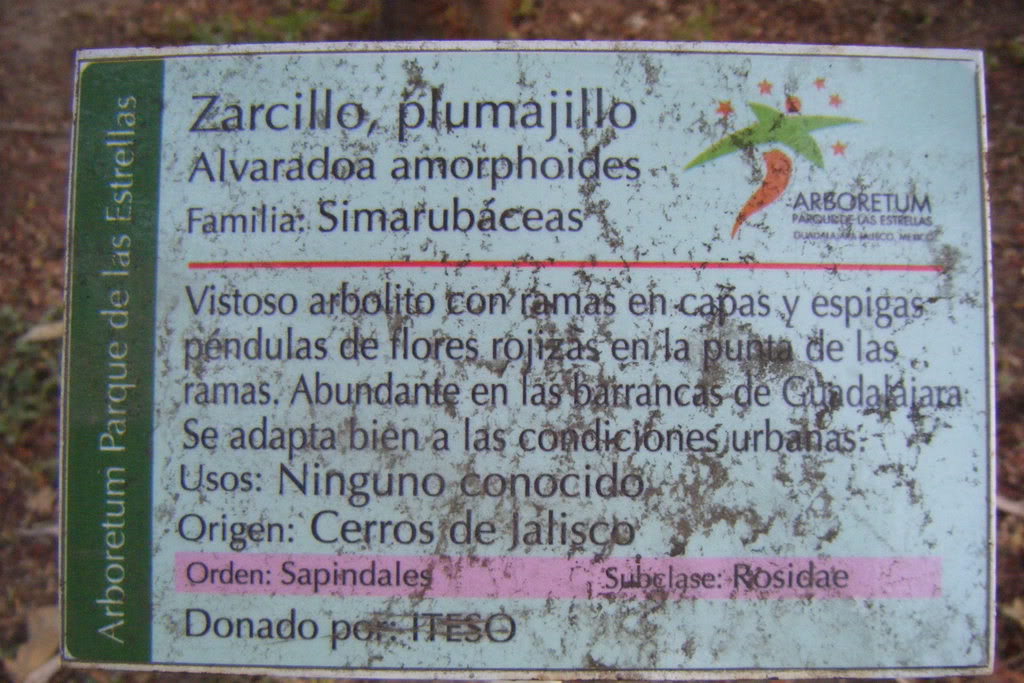 Arboretum Parque de las Estrellas
Zarcillo, plumajillo
Alvaradoa amorphoides
Familia: Simarubáceas
ARBORETUM
PARQUE DE LAS ESTRELLAS
GUADALAJARA JALISCO, MEXICO
Vistoso arbolito con ramas en capas y espigas
péndulas de flores rojizas en la punta de las
ramas. Abundante en las barrancas de Guadalajara
Se adapta bien a las condiciones urbanas.
Usos: Ninguno conocido
Origen: Cerros de Jalisco
Orden: Sapindales Subclase: Rosidae
Donado por: ITESO